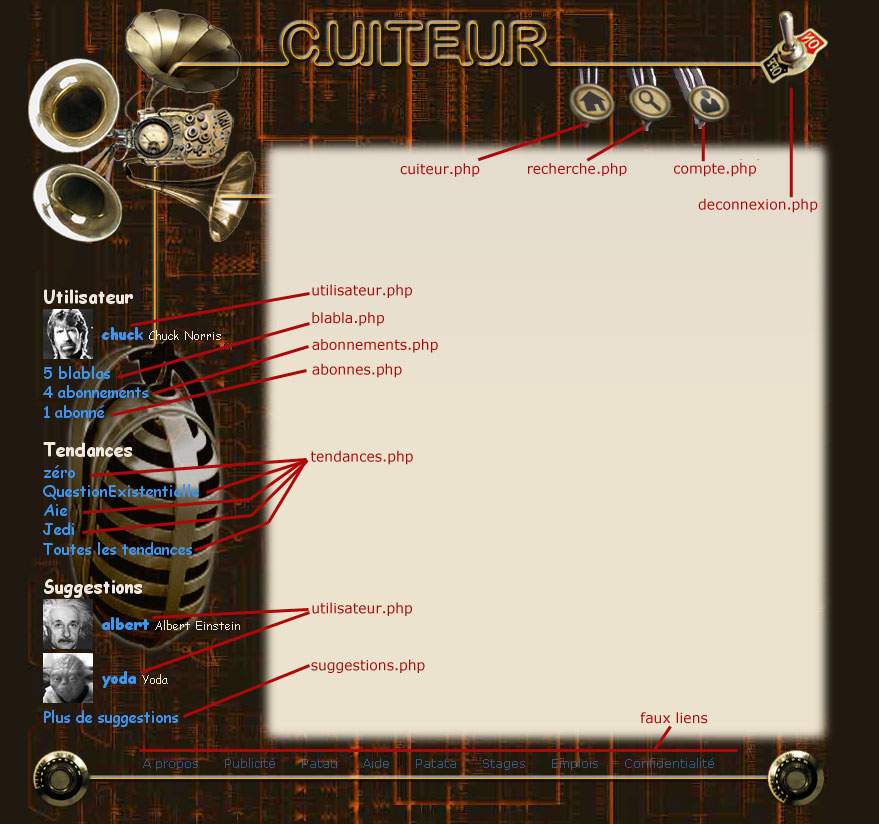 CUITEUR
ON
OFF
cuiteur.php
recherche.php
compte.php
deconnexion.php
Utilisateur
utilisateur.php
blabla.php
chuck Chuck Norris
abonnements.php
5 blablas
abonnes.php
4 abonnements
1 abonné
Tendances
tendances.php
zéro
QuestionExistentielle
Aie
Jedi
Toutes les tendances
Suggestions
utilisateur.php
albert Albert Einstein
suggestions.php
yoda Yoda
Plus de suggestions
faux liens
A propos Publicité Patati Aide Patata Stages Emplois Confidentialité